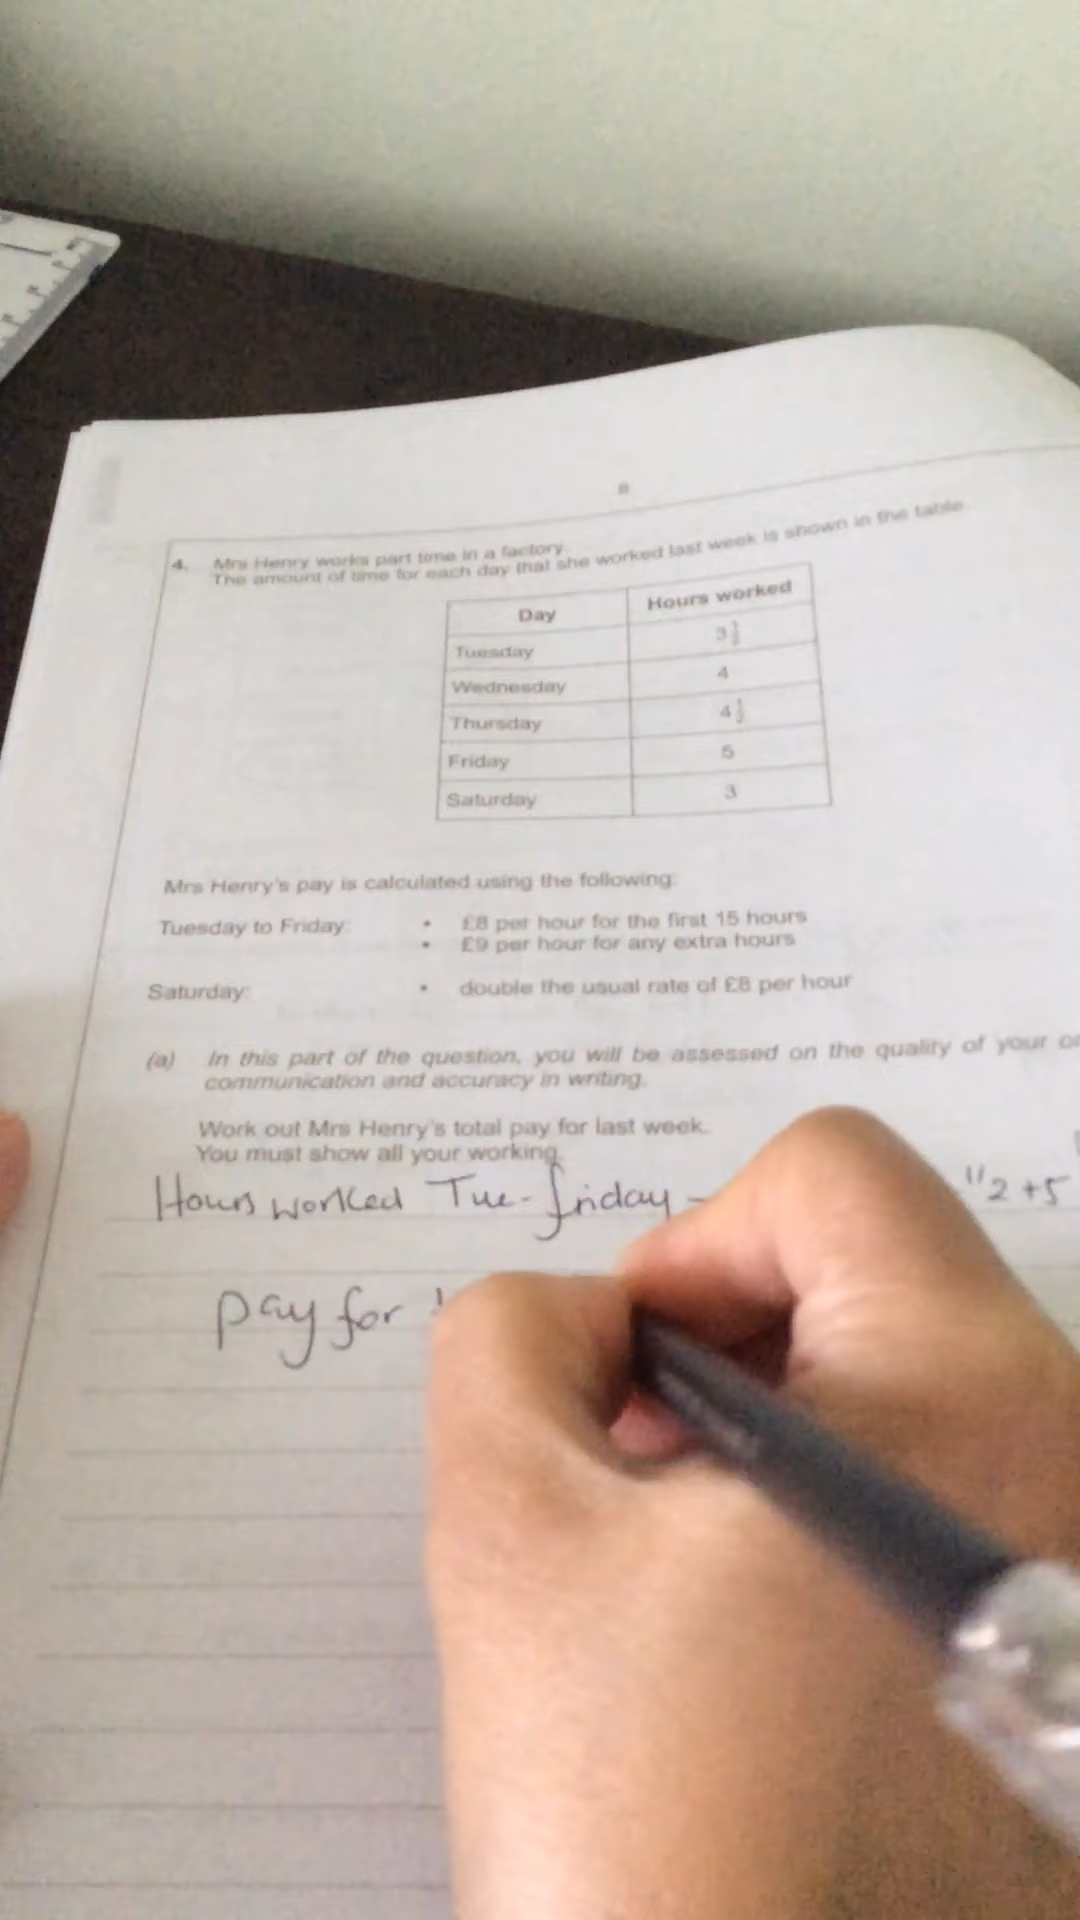 8
4. Mrs Henry works part time in a factory.
The amount of time for each day that she worked last week is shown in the table.
Day Hours worked
Tuesday 3½
Wednesday 4
Thursday 4½
Friday 5
Saturday 3
Mrs Henry's pay is calculated using the following:
Tuesday to Friday: • £8 per hour for the first 15 hours
• £9 per hour for any extra hours
Saturday: • double the usual rate of £8 per hour
(a) In this part of the question, you will be assessed on the quality of your
communication and accuracy in writing.
Work out Mrs Henry's total pay for last week.
You must show all your working.
Hours worked Tue-friday - 1/2 +5
pay for